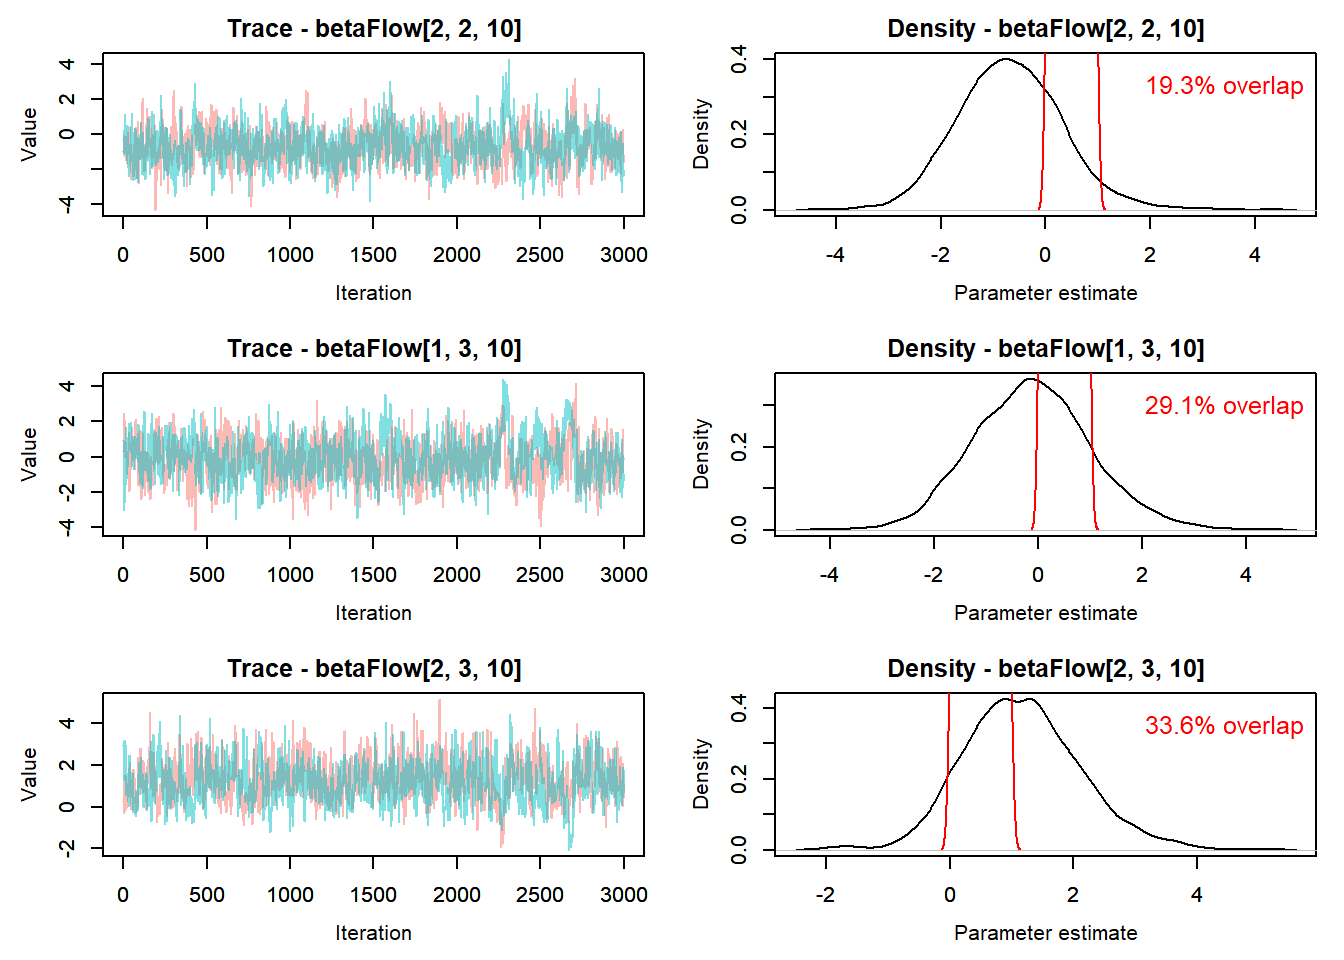 Trace - betaFlow[2, 2, 10]
Value
4
2
0
-4
0 500 1000 1500 2000 2500 3000
Iteration
Density - betaFlow[2, 2, 10]
Density
0.4
0.2
0.0
19.3% overlap
-4 -2 0 2 4
Parameter estimate
Trace - betaFlow[1, 3, 10]
Value
4
2
0
-2
-4
0 500 1000 1500 2000 2500 3000
Iteration
Density - betaFlow[1, 3, 10]
Density
0.2
0.0
29.1% overlap
-4 -2 0 2 4
Parameter estimate
Trace - betaFlow[2, 3, 10]
Value
4
2
0
-2
0 500 1000 1500 2000 2500 3000
Iteration
Density - betaFlow[2, 3, 10]
Density
0.4
0.2
0.0
33.6% overlap
-2 0 2 4
Parameter estimate